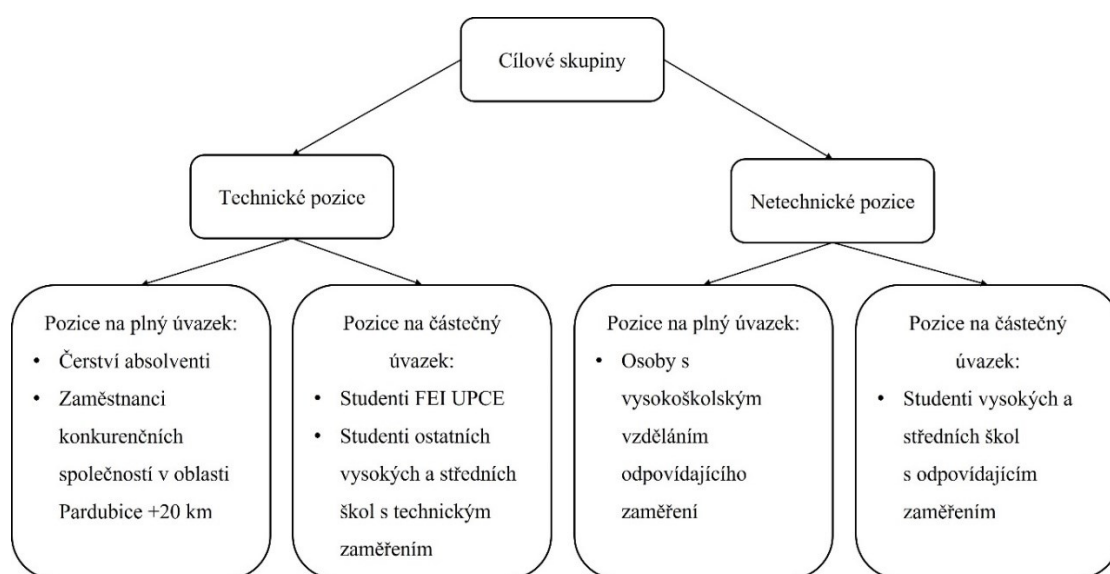 Cílové skupiny
Technické pozice
Netechnické pozice
Pozice na plný úvazek:
• Čerství absolventi
• Zaměstnanci
konkurenčních
společností v oblasti
Pardubice +20 km
Pozice na částečný
úvazek:
• Studenti FEI UPCE
• Studenti ostatních
vysokých a středních
škol s technickým
zaměřením
Pozice na plný úvazek:
• Osoby s
vysokoškolským
vzděláním
odpovídajícího
zaměření
Pozice na částečný
úvazek:
• Studenti vysokých a
středních škol
s odpovídajícím
zaměřením